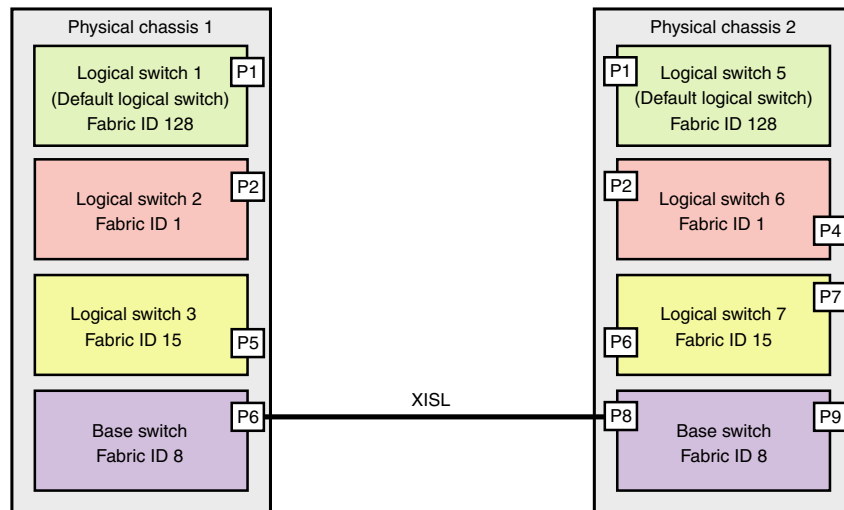 Physical chassis 1
Logical switch 1
(Default logical switch)
Fabric ID 128
P1
Logical switch 2
Fabric ID 1
P2
Logical switch 3
Fabric ID 15
P5
Base switch
Fabric ID 8
P6
XISL
Physical chassis 2
P1
Logical switch 5
(Default logical switch)
Fabric ID 128
P2
Logical switch 6
Fabric ID 1
P4
P7
Logical switch 7
Fabric ID 15
P6
P8
Base switch
Fabric ID 8
P9